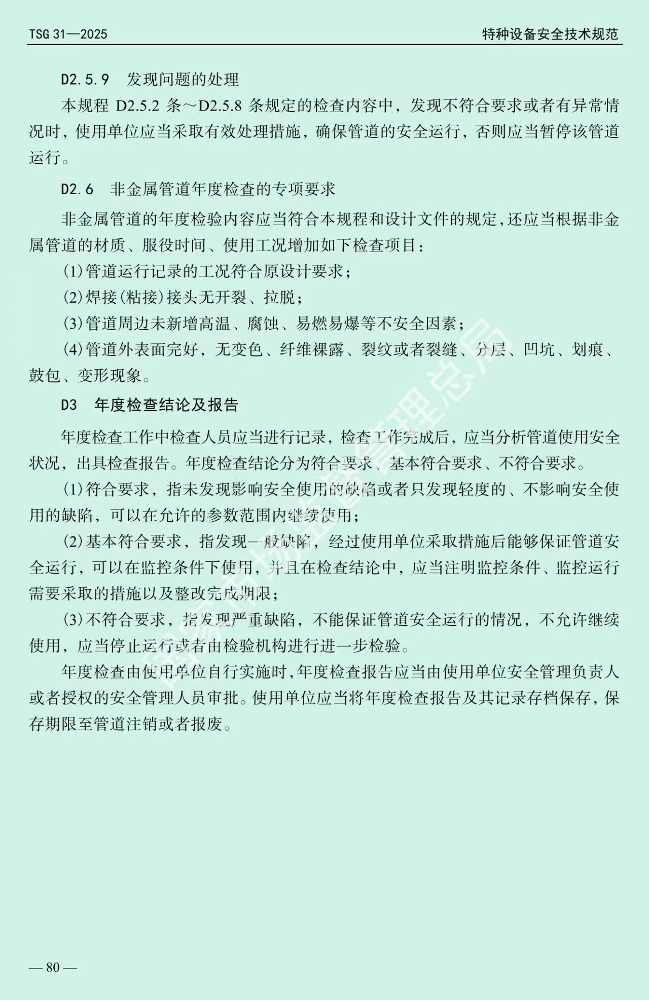 TSG 31—2025
特种设备安全技术规范
D2.5.9 发现问题的处理
本规程 D2.5.2 条～D2.5.8 条规定的检查内容中，发现不符合要求或者有异常情
况时，使用单位应当采取有效处理措施，确保管道的安全运行，否则应当暂停该管道
运行。
D2.6 非金属管道年度检查的专项要求
非金属管道的年度检验内容应当符合本规程和设计文件的规定，还应当根据非金
属管道的材质、服役时间、使用工况增加如下检查项目：
(1)管道运行记录的工况符合原设计要求；
(2)焊接(粘接)接头无开裂、拉脱；
(3)管道周边未新增高温、腐蚀、易燃易爆等不安全因素；
(4)管道外表面完好，无变色、纤维裸露、裂纹或者裂缝、分层、凹坑、划痕、
鼓包、变形现象。
D3 年度检查结论及报告
年度检查工作中检查人员应当进行记录，检查工作完成后，应当分析管道使用安全
状况，出具检查报告。年度检查结论分为符合要求、基本符合要求、不符合要求。
(1)符合要求，指未发现影响安全使用的缺陷或者只发现轻度的、不影响安全使
用的缺陷，可以在允许的参数范围内继续使用；
(2)基本符合要求，指发现一般缺陷，经过使用单位采取措施后能够保证管道安
全运行，可以在监控条件下使用，并且在检查结论中，应当注明监控条件、监控运行
需要采取的措施以及整改完成期限；
(3)不符合要求，指发现严重缺陷，不能保证管道安全运行的情况，不允许继续
使用，应当停止运行或者由检验机构进行进一步检验。
年度检查由使用单位自行实施时，年度检查报告应当由使用单位安全管理负责人
或者授权的安全管理人员审批。使用单位应当将年度检查报告及其记录存档保存，保
存期限至管道注销或者报废。
国家市场监督管理总局
— 80 —